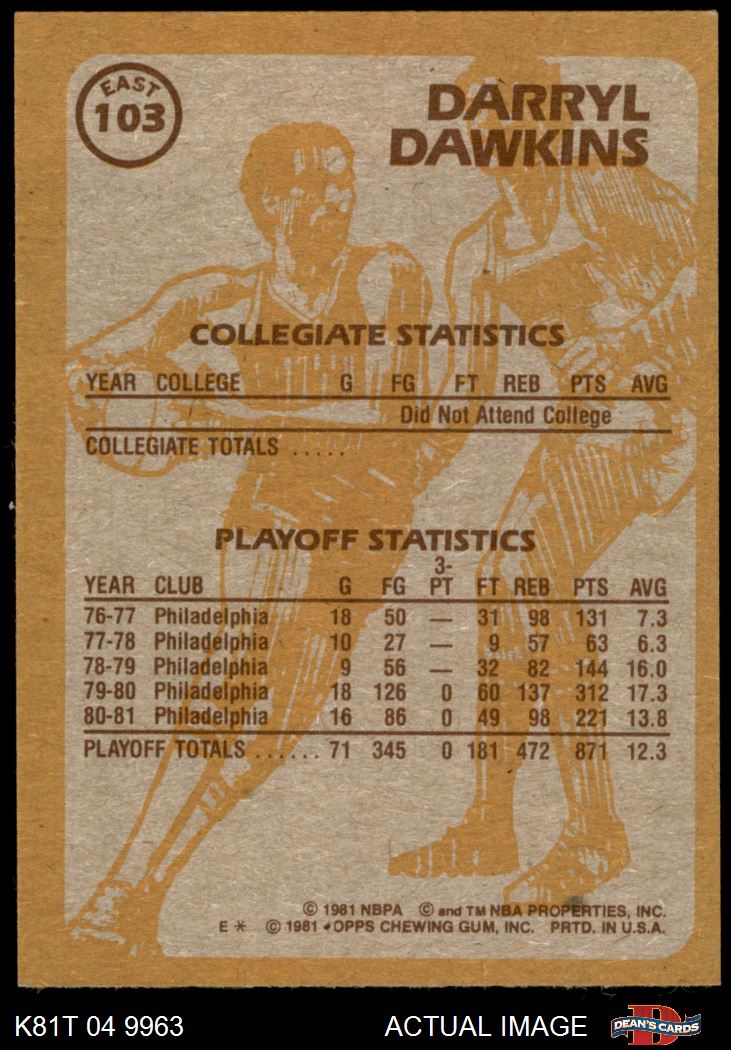 EAST
103
DARRYL
DAWKINS
COLLEGIATE STATISTICS
YEAR COLLEGE G FG FT REB PTS AVG
Did Not Attend College
COLLEGIATE TOTALS .....
PLAYOFF STATISTICS
YEAR CLUB G FG 3-PT FT REB PTS AVG
76-77 Philadelphia 18 50 — 31 98 131 7.3
77-78 Philadelphia 10 27 — 9 57 63 6.3
78-79 Philadelphia 9 56 — 32 82 144 16.0
79-80 Philadelphia 18 126 0 60 137 312 17.3
80-81 Philadelphia 16 86 0 49 98 221 13.8
PLAYOFF TOTALS ...... 71 345 0 181 472 871 12.3
© 1981 NBPA © and TM NBA PROPERTIES, INC.
E * © 1981 OPPS CHEWING GUM, INC. PRTD. IN U.S.A.
K81T 04 9963 ACTUAL IMAGE D DEAN'S CARDS